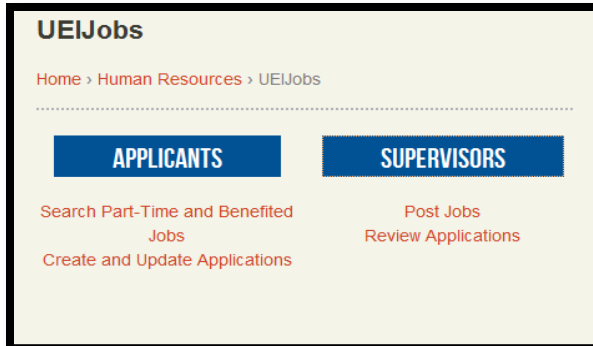 UEIJobs
Home › Human Resources › UEIJobs
APPLICANTS
Search Part-Time and Benefited
Jobs
Create and Update Applications
SUPERVISORS
Post Jobs
Review Applications